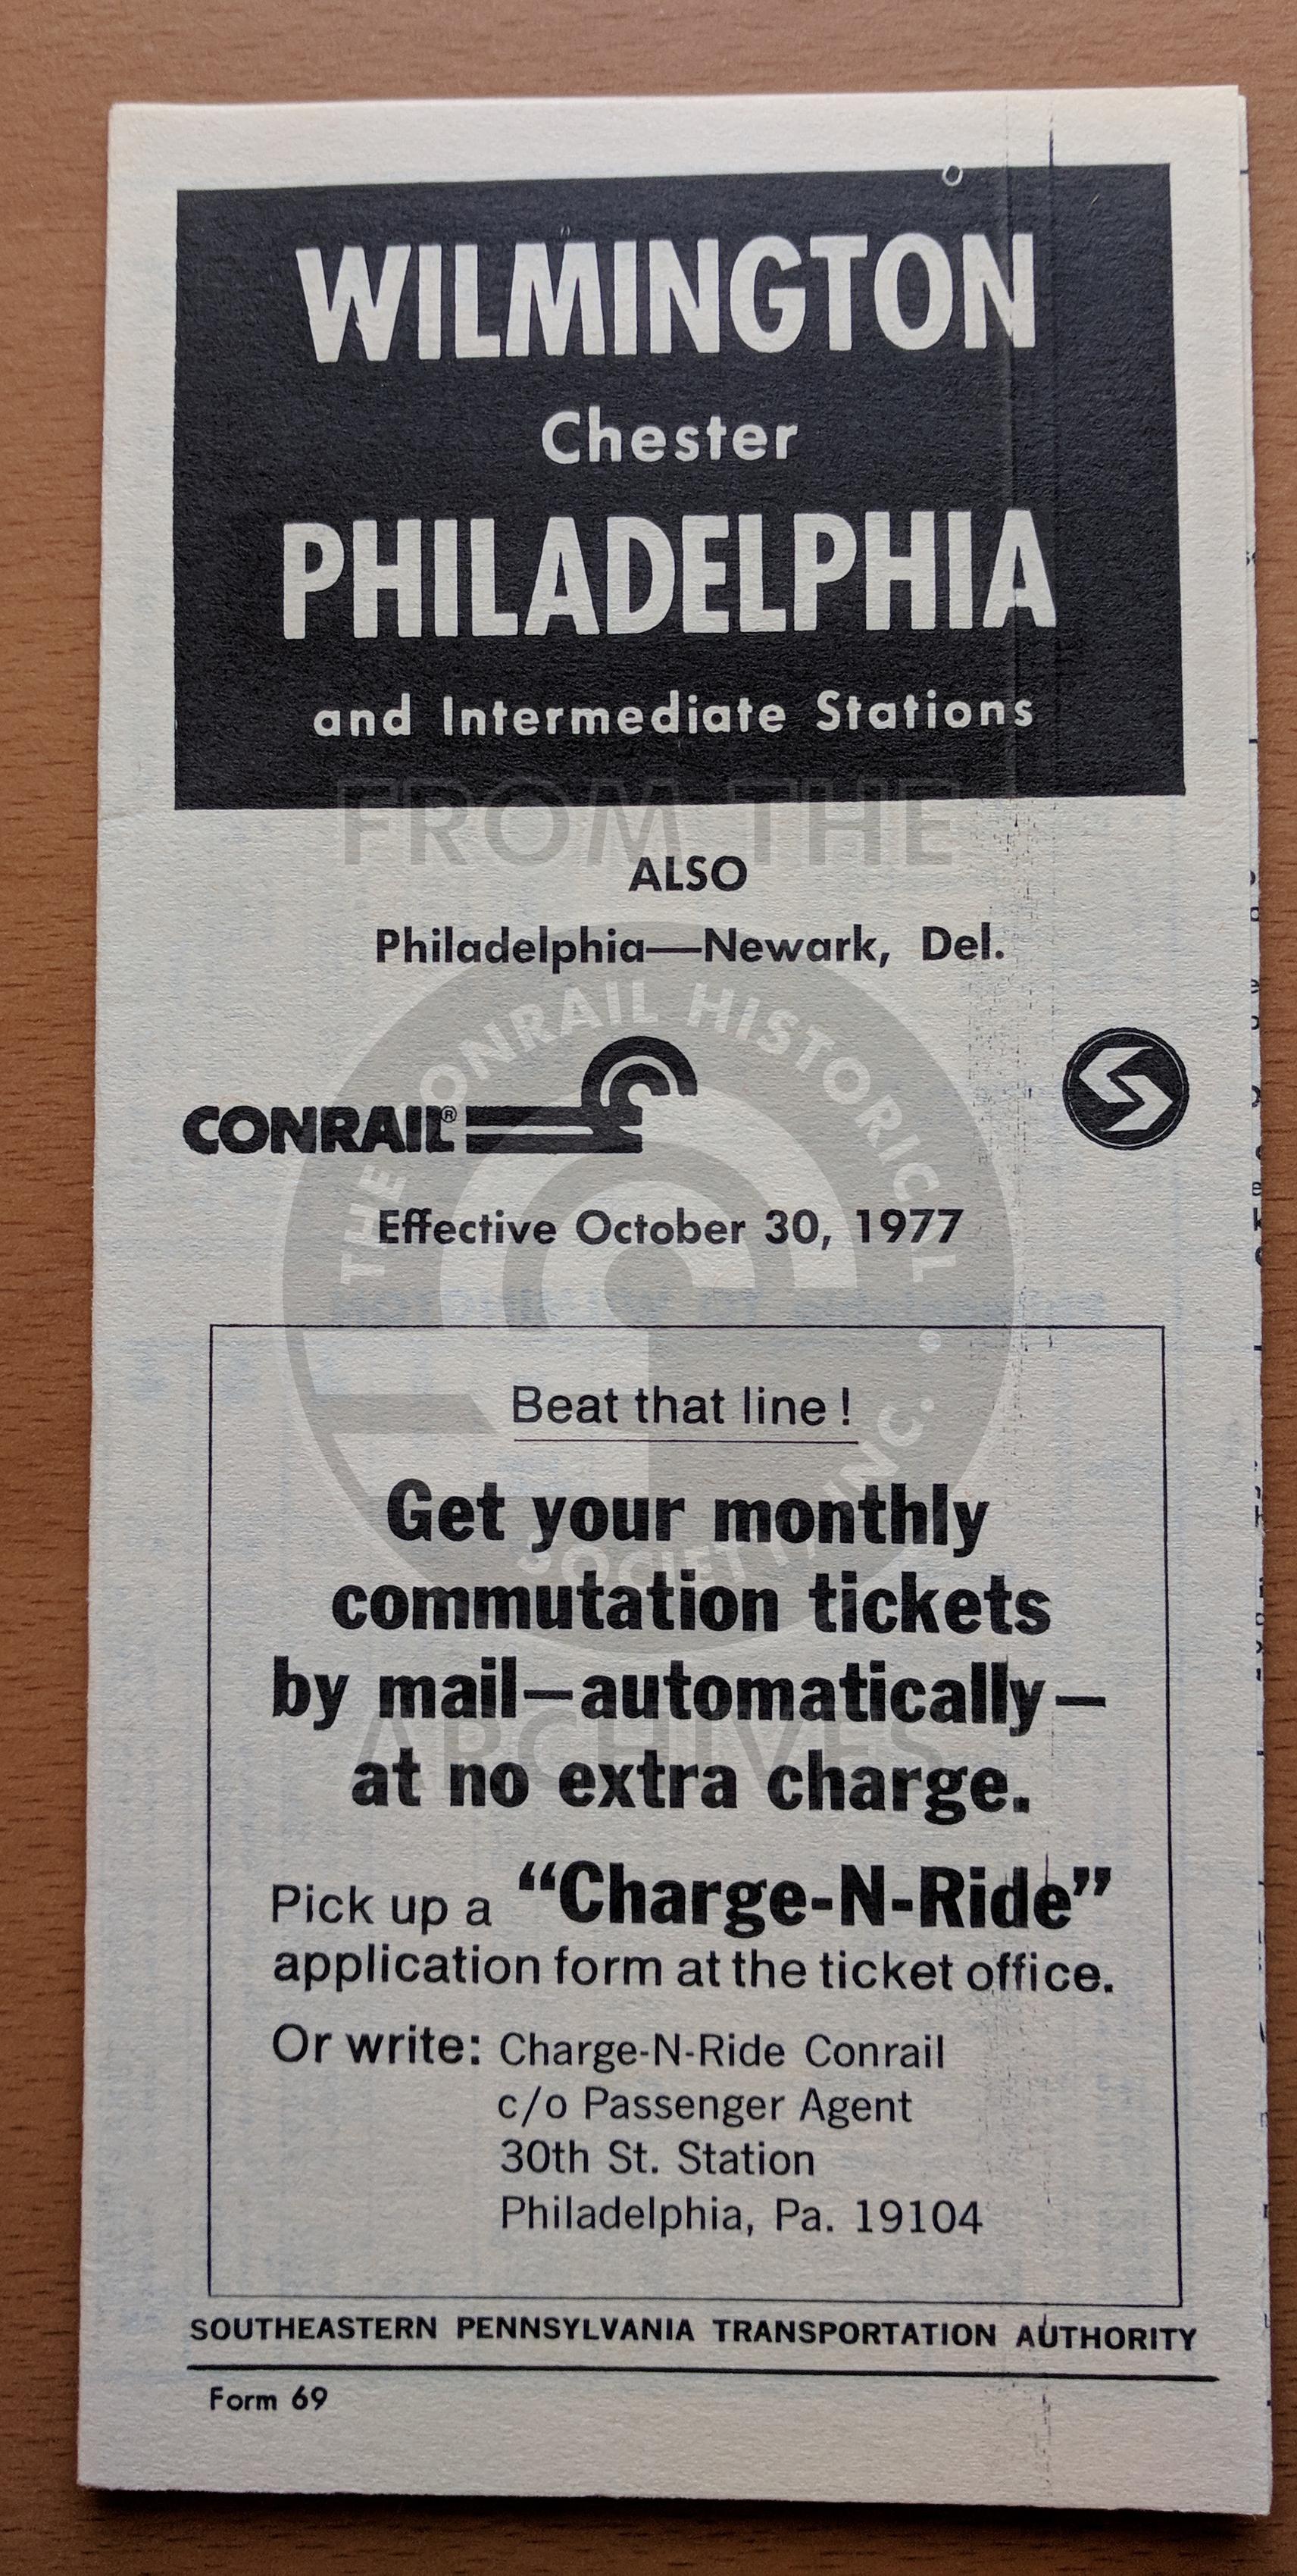 WILMINGTON
Chester
PHILADELPHIA
and Intermediate Stations
FROM THE
ALSO
Philadelphia—Newark, Del.
THE CONRAIL HISTORICAL SOCIETY, INC.
CONRAIL®
Effective October 30, 1977
Beat that line!
Get your monthly
commutation tickets
by mail—automatically—
at no extra charge.
ARCHIVES
Pick up a “Charge-N-Ride”
application form at the ticket office.
Or write: Charge-N-Ride Conrail
c/o Passenger Agent
30th St. Station
Philadelphia, Pa. 19104
SOUTHEASTERN PENNSYLVANIA TRANSPORTATION AUTHORITY
Form 69